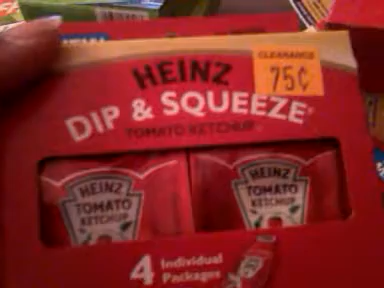 CLEARANCE
75¢
HEINZ
DIP & SQUEEZE®
TOMATO KETCHUP
HEINZ
TOMATO
KETCHUP
HEINZ
TOMATO
KETCHUP
4 Individual
Packages